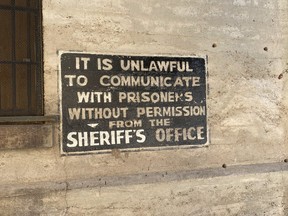 IT IS UNLAWFUL
TO COMMUNICATE
WITH PRISONERS
WITHOUT PERMISSION
FROM THE
SHERIFF'S OFFICE